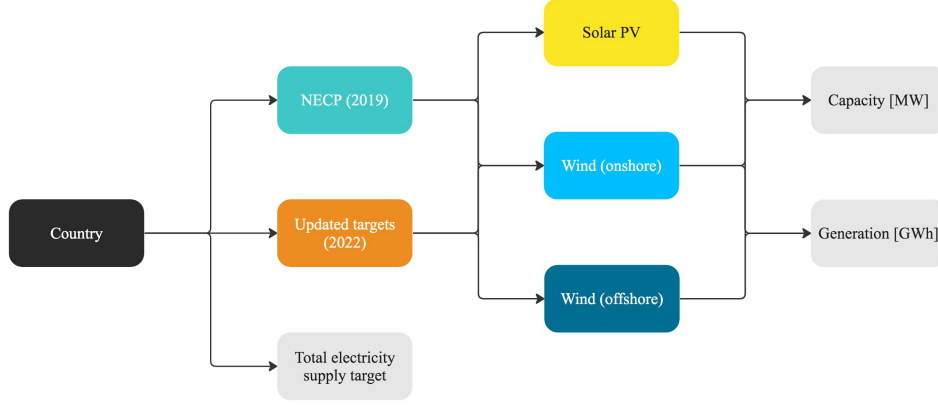 Solar PV
NECP (2019)
Capacity [MW]
Wind (onshore)
Country
Updated targets
(2022)
Generation [GWh]
Wind (offshore)
Total electricity
supply target